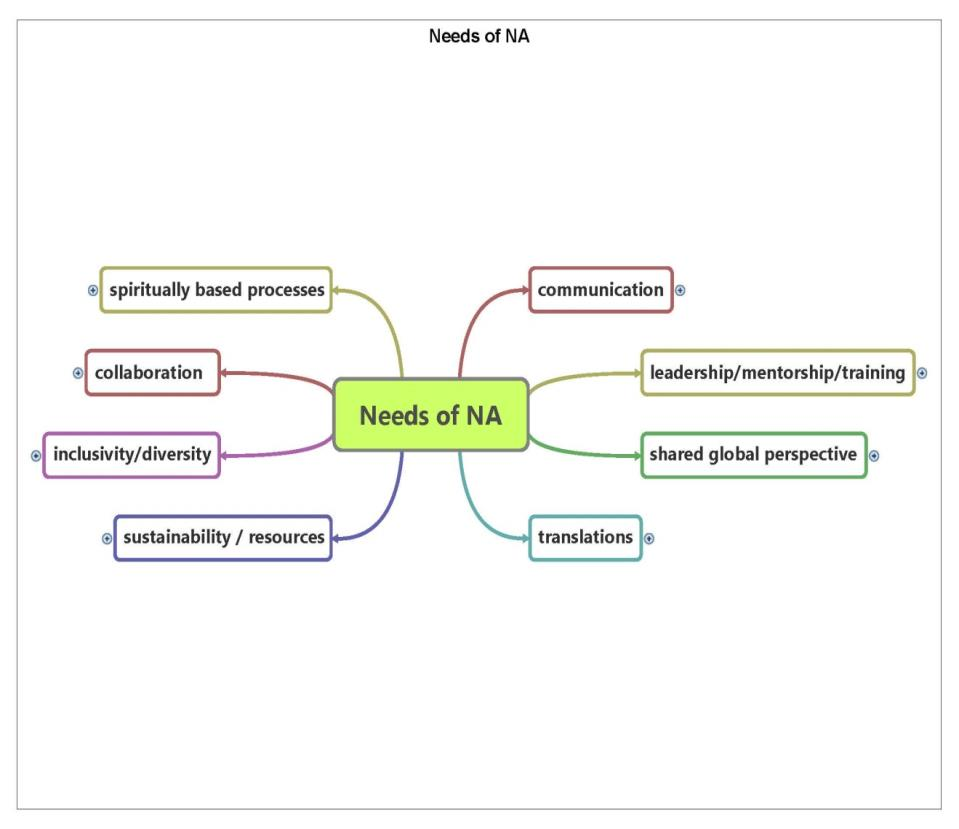 Needs of NA
spiritually based processes
communication
collaboration
leadership/mentorship/training
Needs of NA
inclusivity/diversity
shared global perspective
sustainability / resources
translations